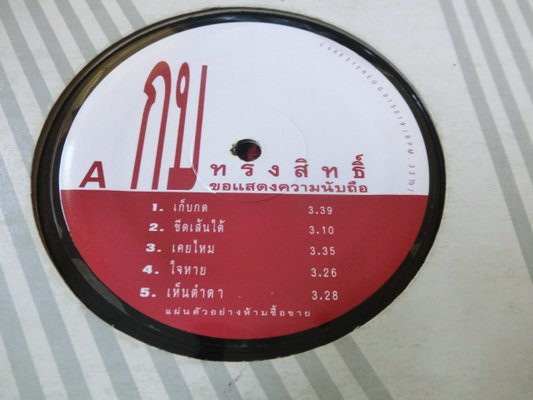 กบ
ทรงสิทธิ์
ขอแสดงความนับถือ
A
1. เก็บกด 3.39
2. ขีดเส้นใต้ 3.10
3. เคยไหม 3.35
4. ใจหาย 3.26
5. เห็นตำตา 3.28
แผ่นตัวอย่างห้ามซื้อขาย